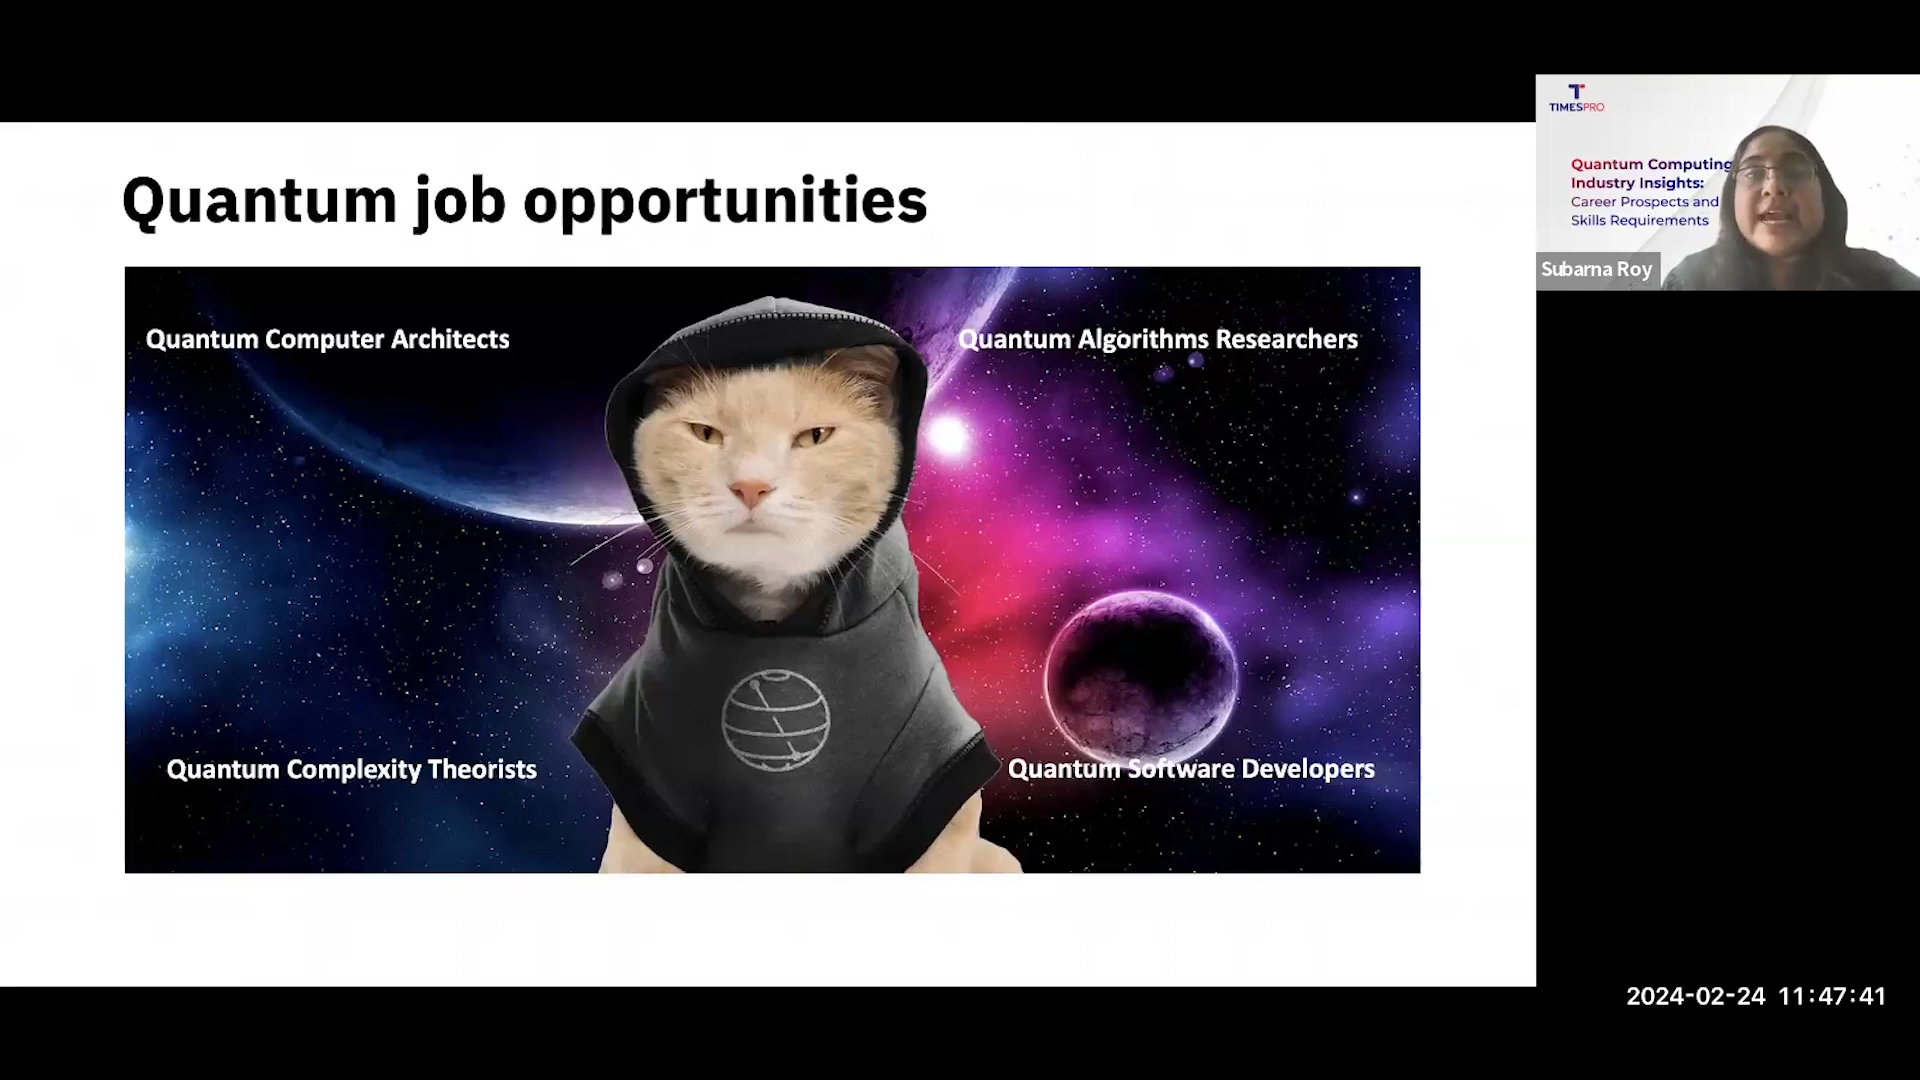 Quantum job opportunities
Quantum Computer Architects
Quantum Algorithms Researchers
Quantum Complexity Theorists
Quantum Software Developers
T
TIMESPRO
Quantum Computing
Industry Insights:
Career Prospects and
Skills Requirements
Subarna Roy
2024-02-24 11:47:41